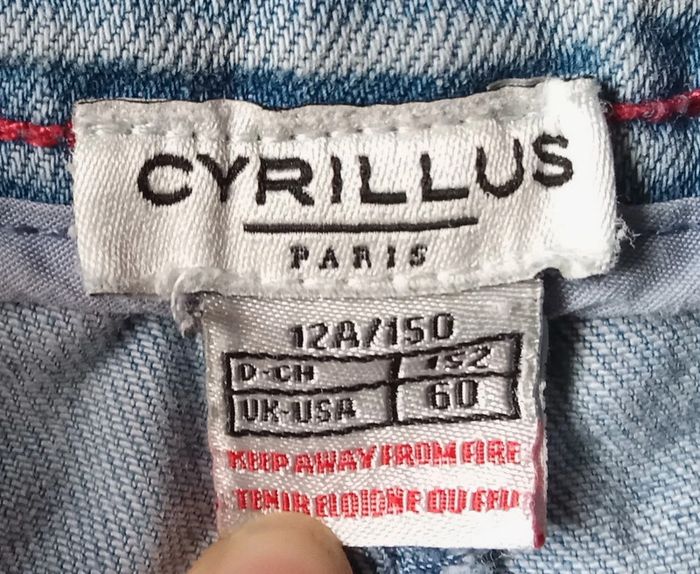 CYRILLUS
PARIS
12A/150
D-CH 152
UK-USA 60
KEEP AWAY FROM FIRE
TENIR ELOIGNE DU FEU